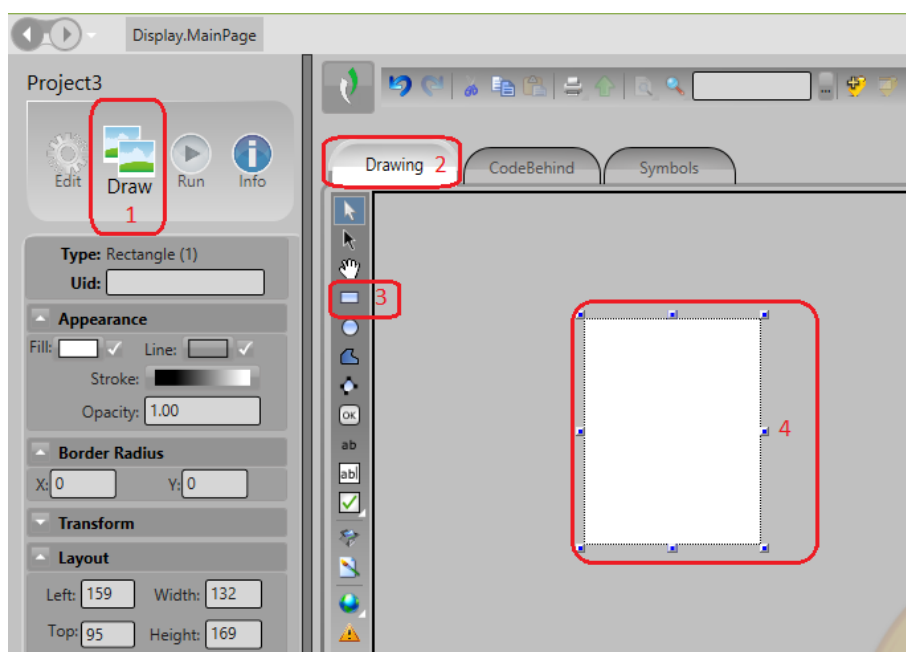 Display.MainPage
Project3
Edit
Draw
Run
Info
1
Drawing
2
CodeBehind
Symbols
...
Type: Rectangle (1)
Uid:
Appearance
Fill:
Line:
Stroke:
Opacity: 1.00
Border Radius
X: 0
Y: 0
Transform
Layout
Left: 159
Width: 132
Top: 95
Height: 169
3
OK
ab
ab
4